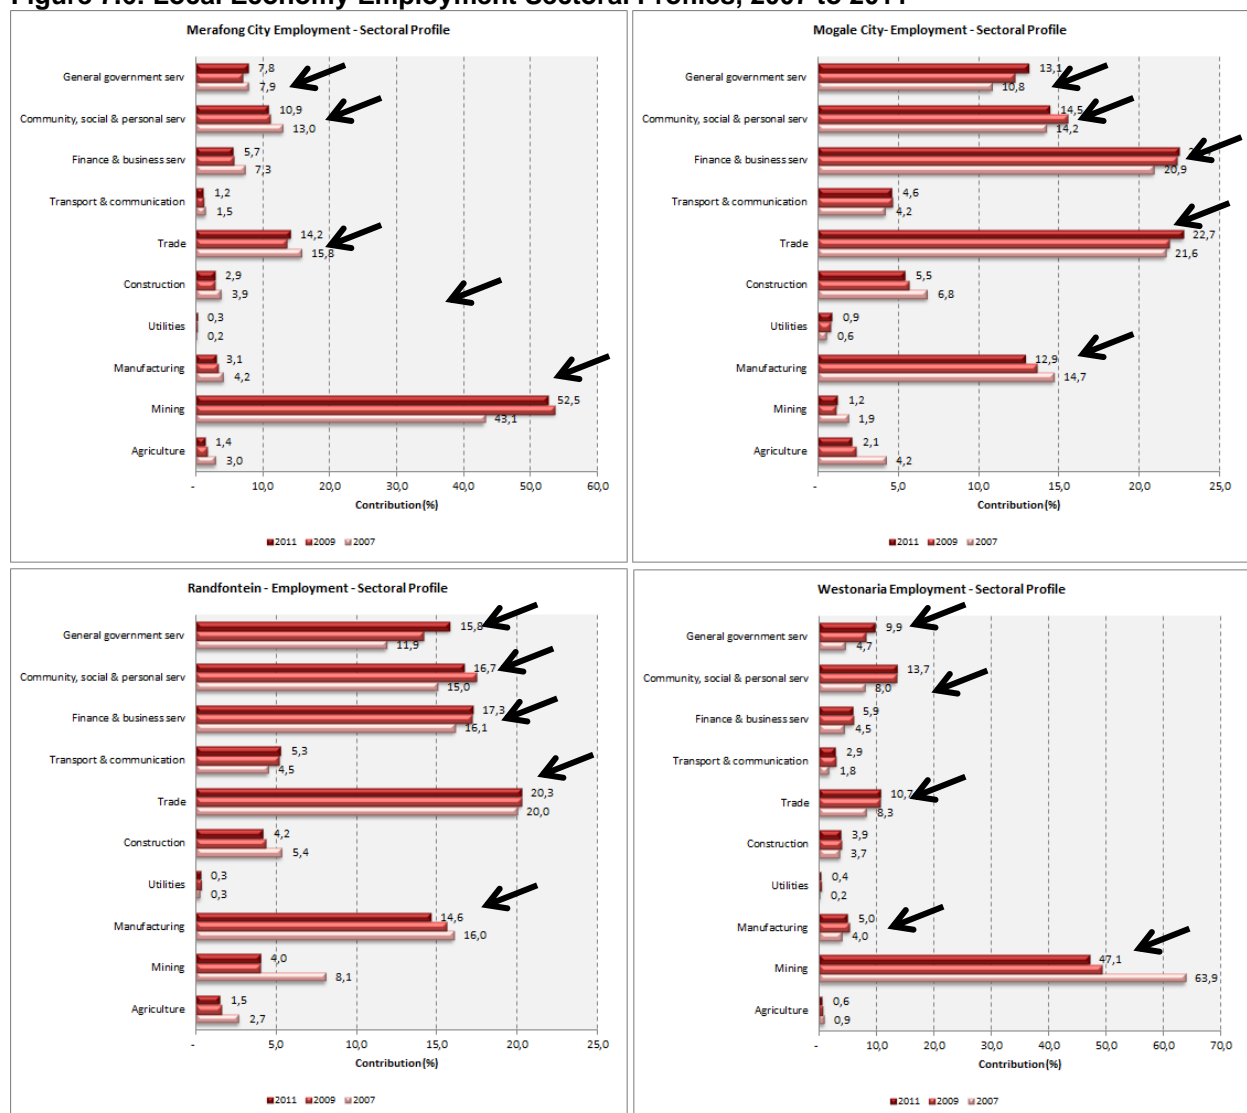 Figure 7.6: Local Economy Employment Sectoral Profiles, 2007 to 2011
Merafong City Employment - Sectoral Profile
General government serv 7,8 7,9
Community, social & personal serv 10,9 13,0
Finance & business serv 5,7 7,3
Transport & communication 1,2 1,5
Trade 14,2 15,8
Construction 2,9 3,9
Utilities 0,3 0,2
Manufacturing 3,1 4,2
Mining 52,5 43,1
Agriculture 1,4 3,0
- 10,0 20,0 30,0 40,0 50,0 60,0
Contribution (%)
2011 2009 2007
Mogale City- Employment - Sectoral Profile
General government serv 13,1 10,8
Community, social & personal serv 14,5 14,2
Finance & business serv 20,9
Transport & communication 4,6 4,2
Trade 22,7 21,6
Construction 5,5 6,8
Utilities 0,9 0,6
Manufacturing 12,9 14,7
Mining 1,2 1,9
Agriculture 2,1 4,2
- 5,0 10,0 15,0 20,0 25,0
Contribution (%)
2011 2009 2007
Randfontein - Employment - Sectoral Profile
General government serv 15,8 11,9
Community, social & personal serv 16,7 15,0
Finance & business serv 17,3 16,1
Transport & communication 5,3 4,5
Trade 20,3 20,0
Construction 4,2 5,4
Utilities 0,3 0,3
Manufacturing 14,6 16,0
Mining 4,0 8,1
Agriculture 1,5 2,7
- 5,0 10,0 15,0 20,0 25,0
Contribution (%)
2011 2009 2007
Westonaria Employment - Sectoral Profile
General government serv 9,9 4,7
Community, social & personal serv 13,7 8,0
Finance & business serv 5,9 4,5
Transport & communication 2,9 1,8
Trade 10,7 8,3
Construction 3,9 3,7
Utilities 0,4 0,2
Manufacturing 5,0 4,0
Mining 47,1 63,9
Agriculture 0,6 0,9
- 10,0 20,0 30,0 40,0 50,0 60,0 70,0
Contribution (%)
2011 2009 2007